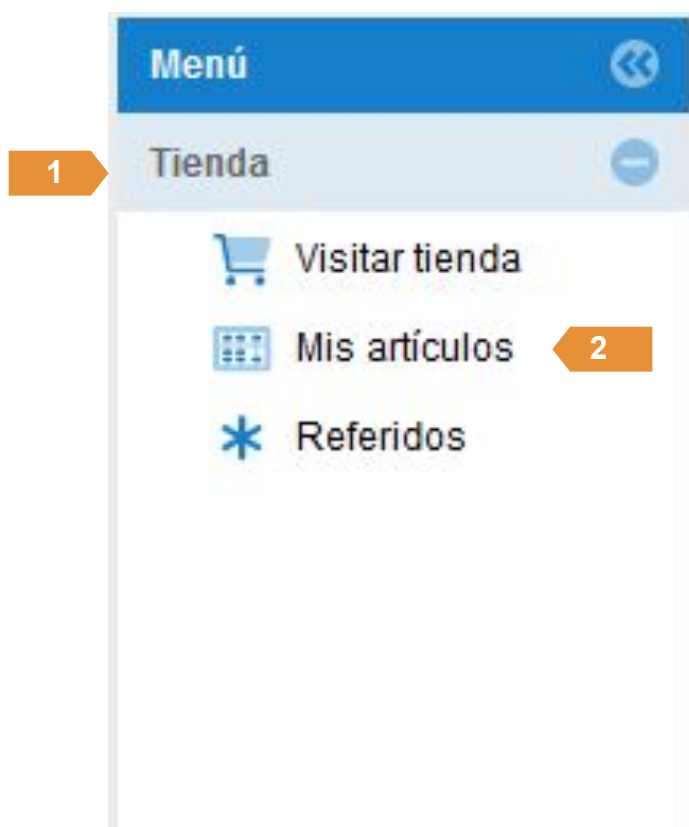 Menú
1
Tienda
Visitar tienda
Mis artículos
2
Referidos